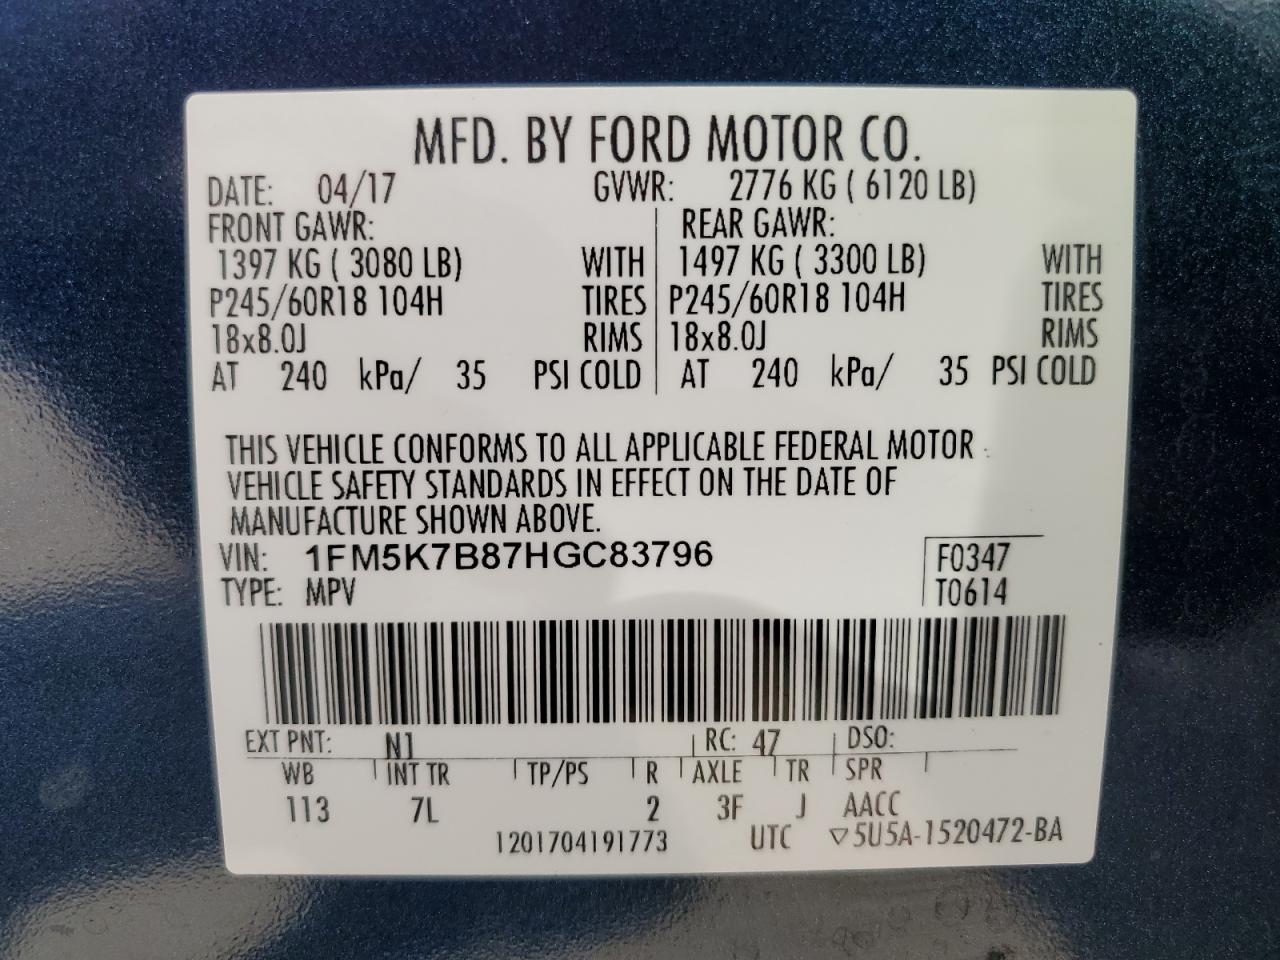 MFD. BY FORD MOTOR CO.
DATE: 04/17 GVWR: 2776 KG ( 6120 LB)
FRONT GAWR: REAR GAWR:
1397 KG ( 3080 LB) WITH 1497 KG ( 3300 LB) WITH
P245/60R18 104H TIRES P245/60R18 104H TIRES
18x8.0J RIMS 18x8.0J RIMS
AT 240 kPa/ 35 PSI COLD AT 240 kPa/ 35 PSI COLD
THIS VEHICLE CONFORMS TO ALL APPLICABLE FEDERAL MOTOR
VEHICLE SAFETY STANDARDS IN EFFECT ON THE DATE OF
MANUFACTURE SHOWN ABOVE.
VIN: 1FM5K7B87HGC83796 F0347
TYPE: MPV T0614
EXT PNT: N1 RC: 47 DSO:
WB INT TR TP/PS R AXLE TR SPR
113 7L 2 3F J AACC
1201704191773 UTC ▽5U5A-1520472-BA